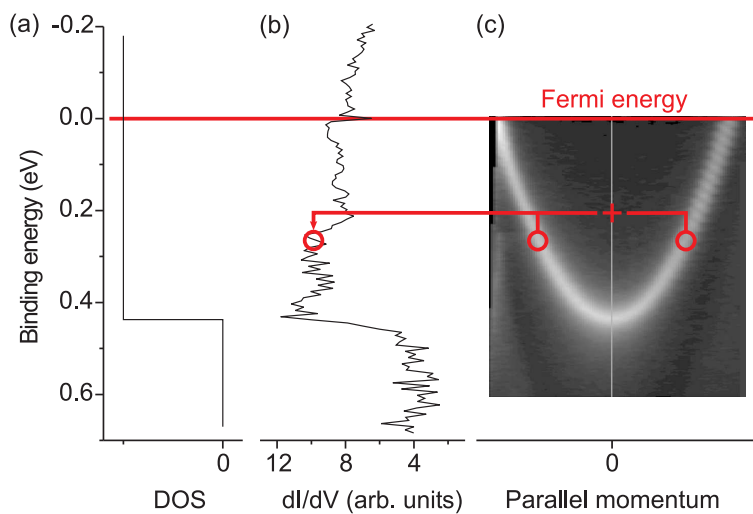 (a)
(b)
(c)
-0.2
0.0
0.2
0.4
0.6
Binding energy (eV)
Fermi energy
0
12
8
4
0
DOS
dI/dV (arb. units)
Parallel momentum